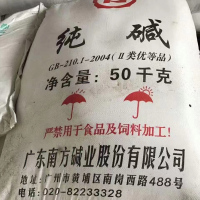 纯碱
GB-210.1-2004(Ⅱ类优等品)
净含量：50千克
严禁用于食品及饲料加工！
广东南方碱业股份有限公司
地址：广州市黄埔区南岗西路488号
电话：020-82233328